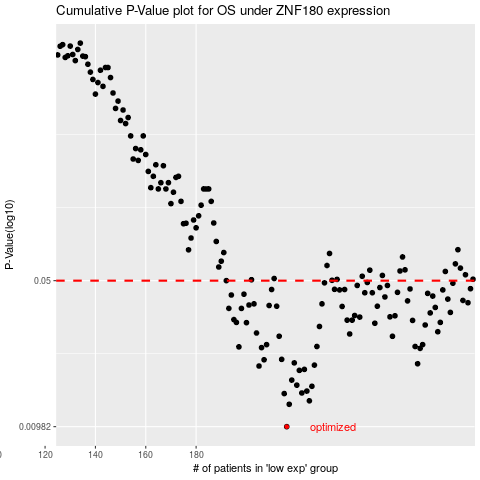 Cumulative P-Value plot for OS under ZNF180 expression
P-Value(log10)
0.05
0.00982
optimized
0
120
140
160
180
# of patients in 'low exp' group